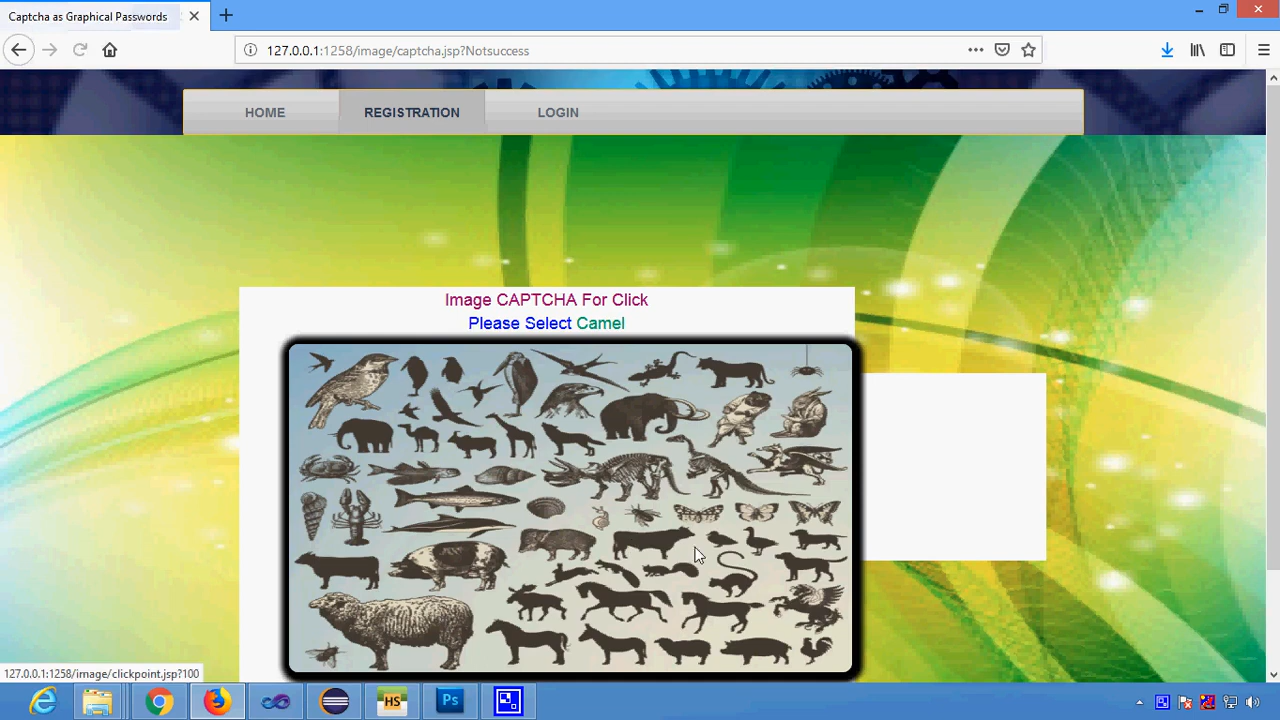 Captcha as Graphical Passwords
127.0.0.1:1258/image/captcha.jsp?Notsuccess
HOME REGISTRATION LOGIN
Image CAPTCHA For Click
Please Select Camel
127.0.0.1:1258/image/clickpoint.jsp?100
HS Ps